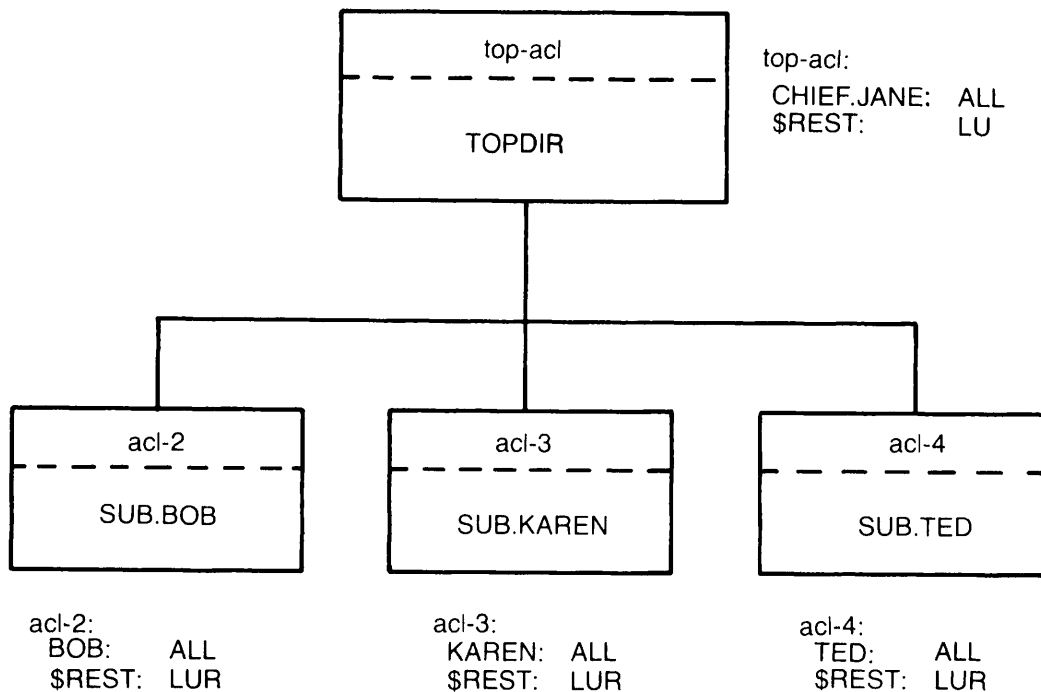 top-acl
TOPDIR
top-acl:
CHIEF.JANE: ALL
$REST: LU
acl-2
SUB.BOB
acl-3
SUB.KAREN
acl-4
SUB.TED
acl-2:
BOB: ALL
$REST: LUR
acl-3:
KAREN: ALL
$REST: LUR
acl-4:
TED: ALL
$REST: LUR